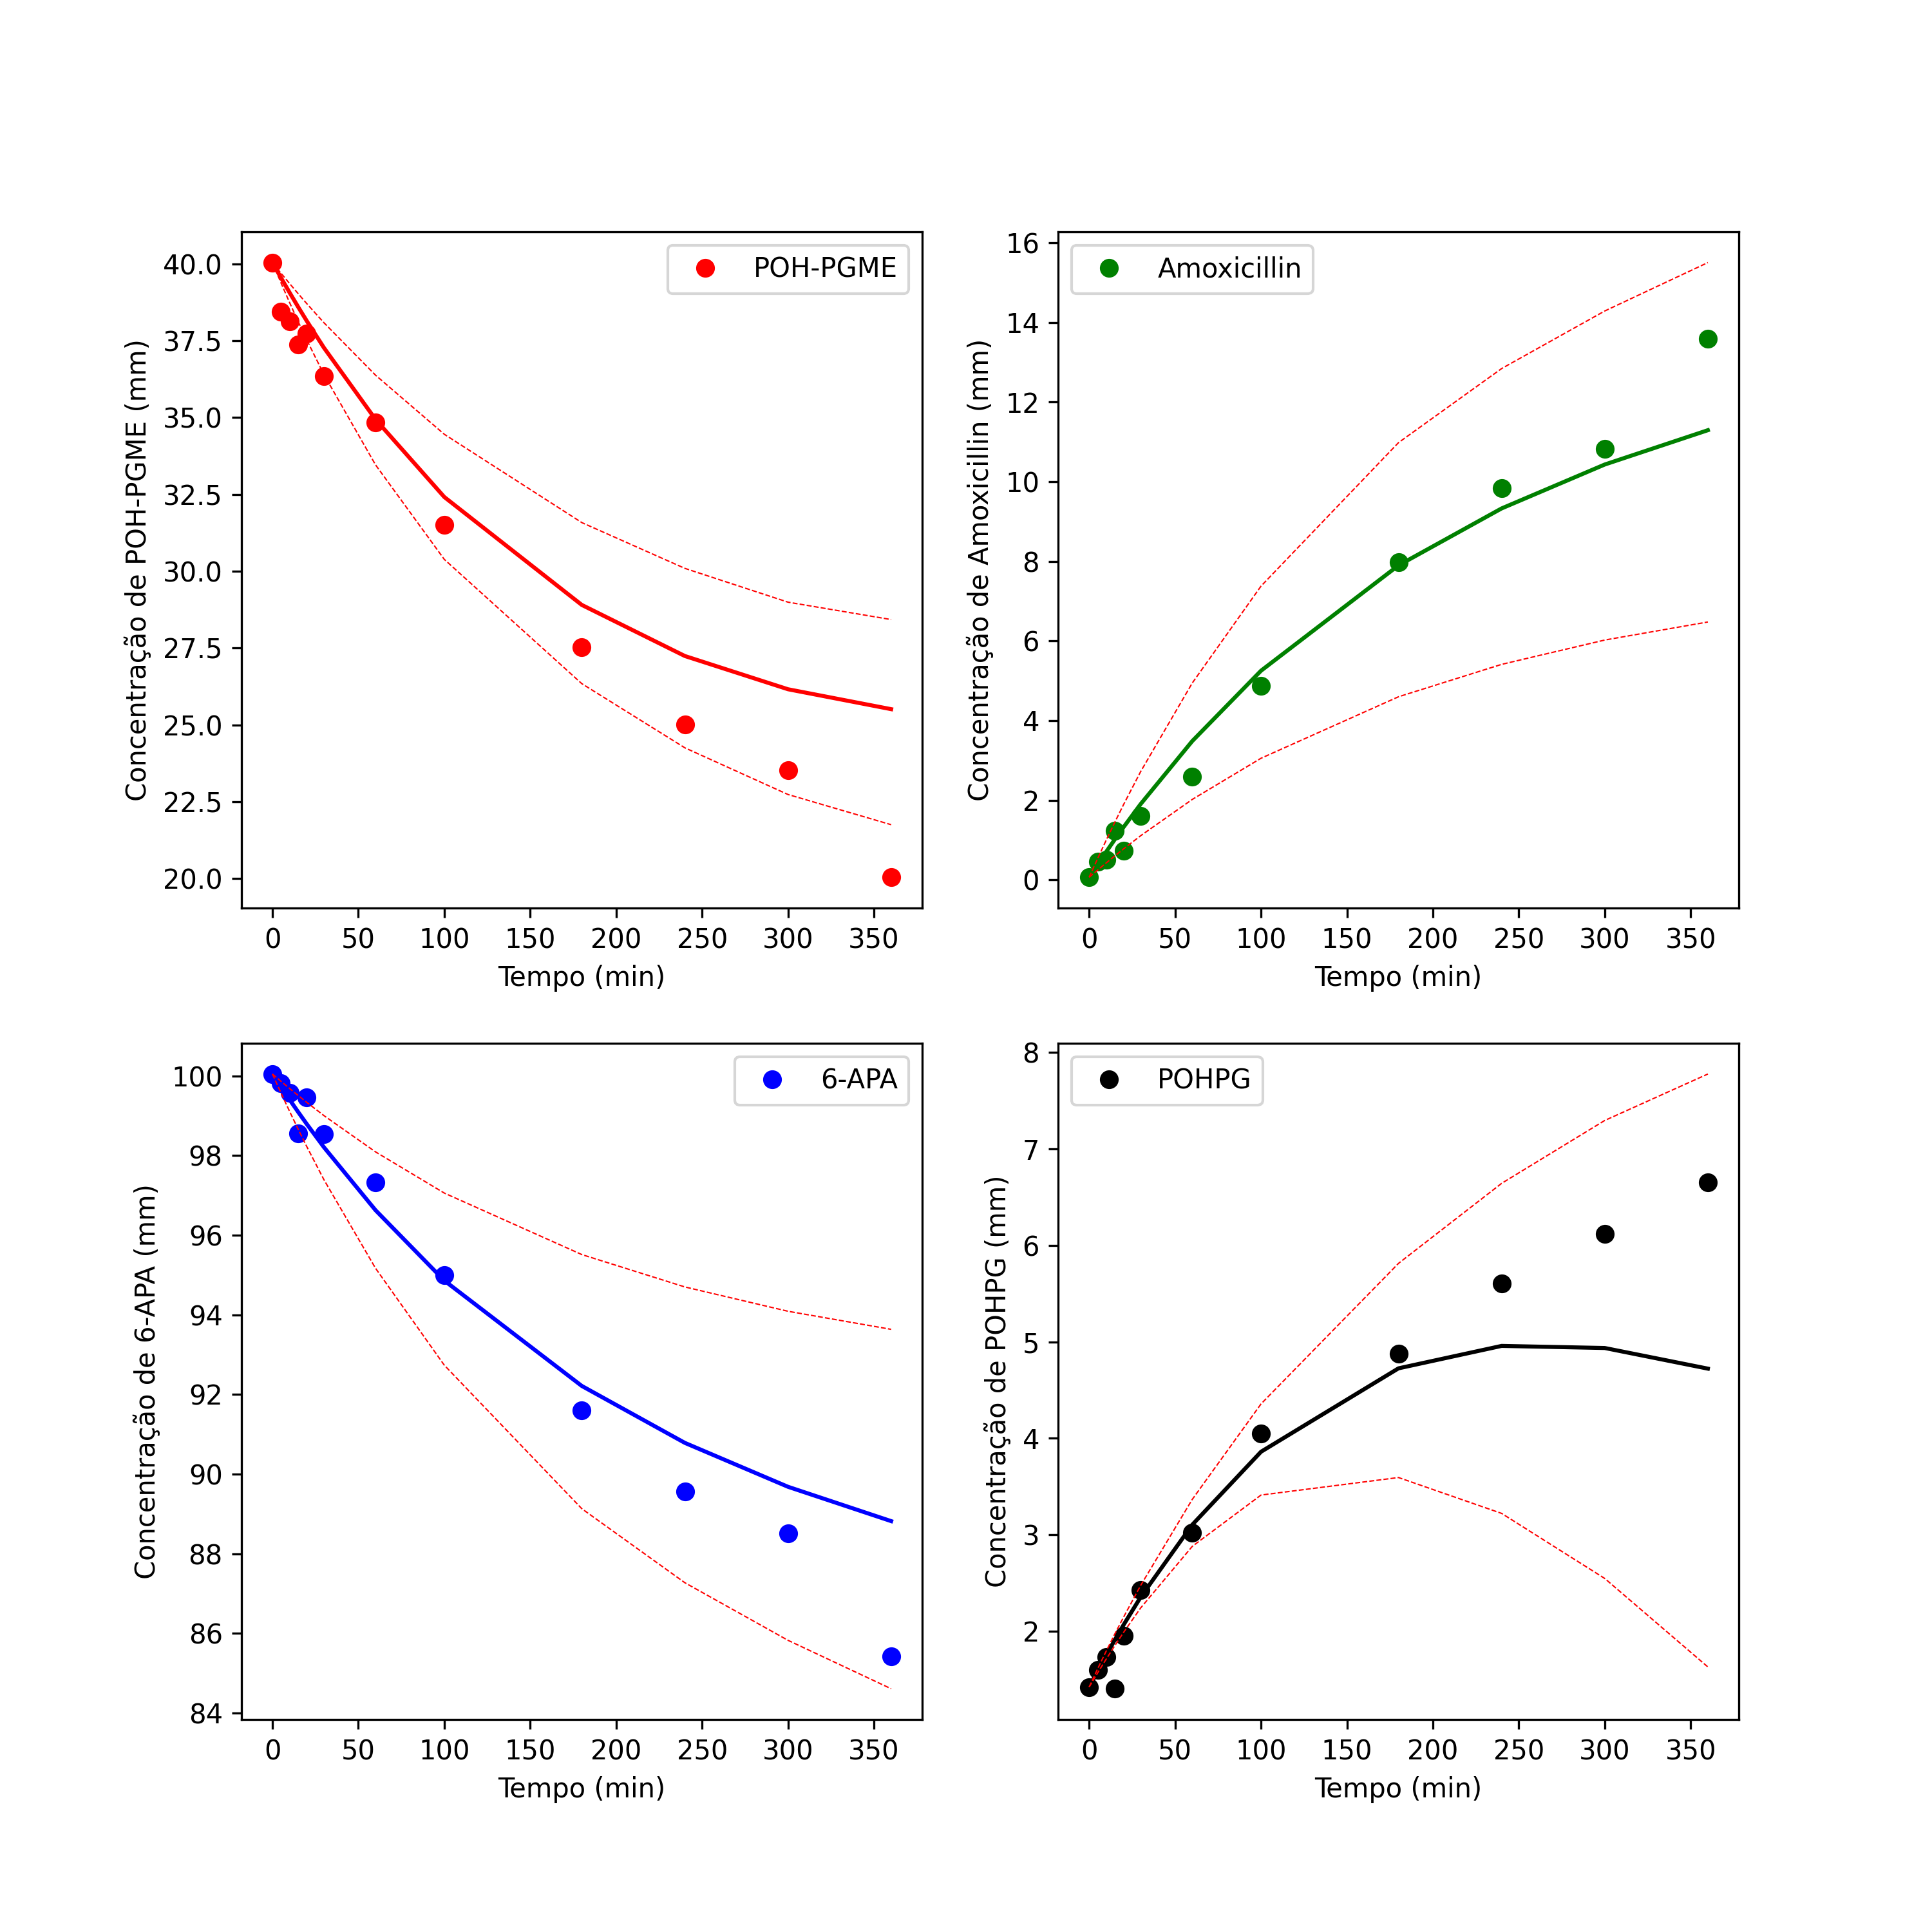 POH-PGME
Concentração de POH-PGME (mm)
40.0
37.5
35.0
32.5
30.0
27.5
25.0
22.5
20.0
0 50 100 150 200 250 300 350
Tempo (min)
Amoxicillin
Concentração de Amoxicillin (mm)
16
14
12
10
8
6
4
2
0
0 50 100 150 200 250 300 350
Tempo (min)
6-APA
Concentração de 6-APA (mm)
100
98
96
94
92
90
88
86
84
0 50 100 150 200 250 300 350
Tempo (min)
POHPG
Concentração de POHPG (mm)
8
7
6
5
4
3
2
0 50 100 150 200 250 300 350
Tempo (min)